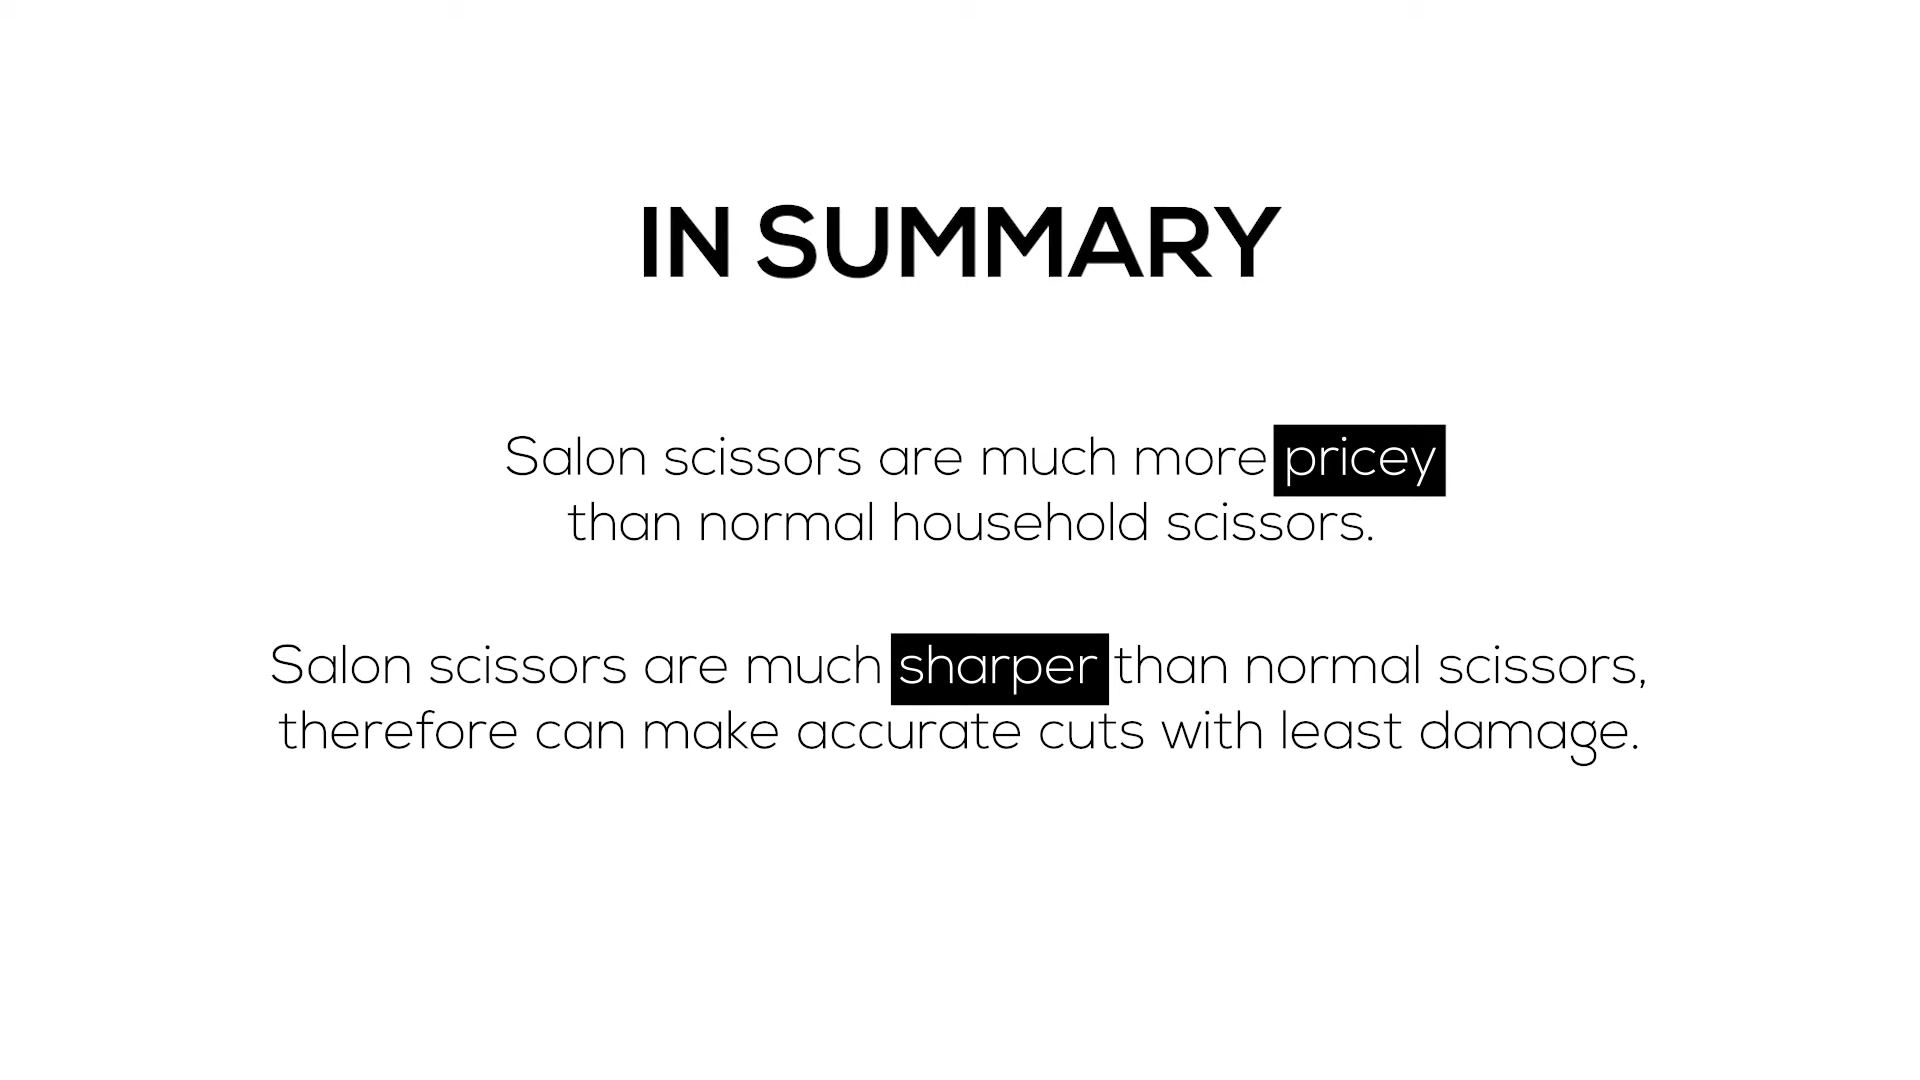 IN SUMMARY
Salon scissors are much more pricey
than normal household scissors.
Salon scissors are much sharper than normal scissors,
therefore can make accurate cuts with least damage.